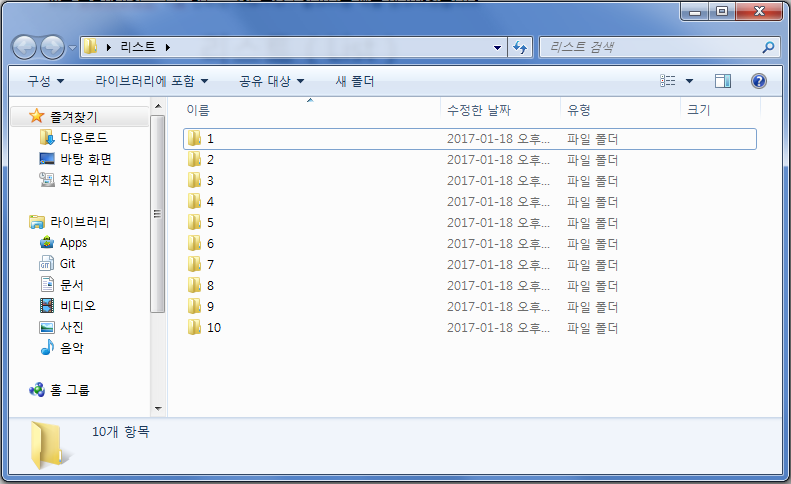 리스트
리스트 검색
구성 라이브러리에 포함 공유 대상 새 폴더
이름 수정한 날짜 유형 크기
즐겨찾기
다운로드
바탕 화면
최근 위치
라이브러리
Apps
Git
문서
비디오
사진
음악
홈 그룹
1 2017-01-18 오후... 파일 폴더
2 2017-01-18 오후... 파일 폴더
3 2017-01-18 오후... 파일 폴더
4 2017-01-18 오후... 파일 폴더
5 2017-01-18 오후... 파일 폴더
6 2017-01-18 오후... 파일 폴더
7 2017-01-18 오후... 파일 폴더
8 2017-01-18 오후... 파일 폴더
9 2017-01-18 오후... 파일 폴더
10 2017-01-18 오후... 파일 폴더
10개 항목